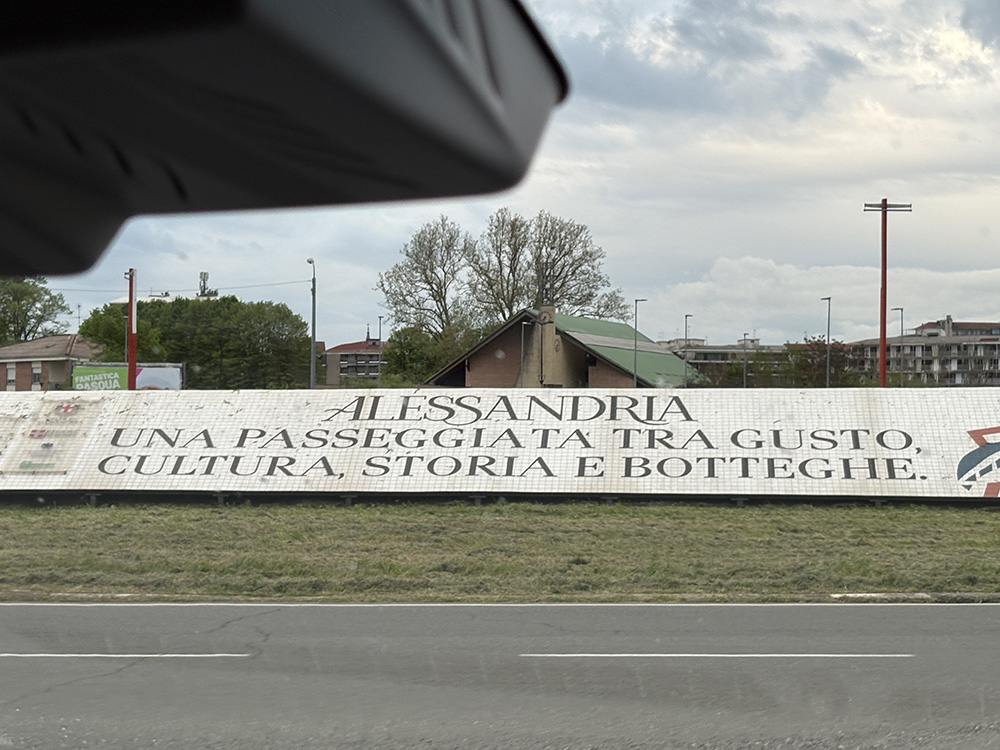 FANTASTICA
PASQUA
ALESSANDRIA
UNA PASSEGGIATA TRA GUSTO,
CULTURA, STORIA E BOTTEGHE.